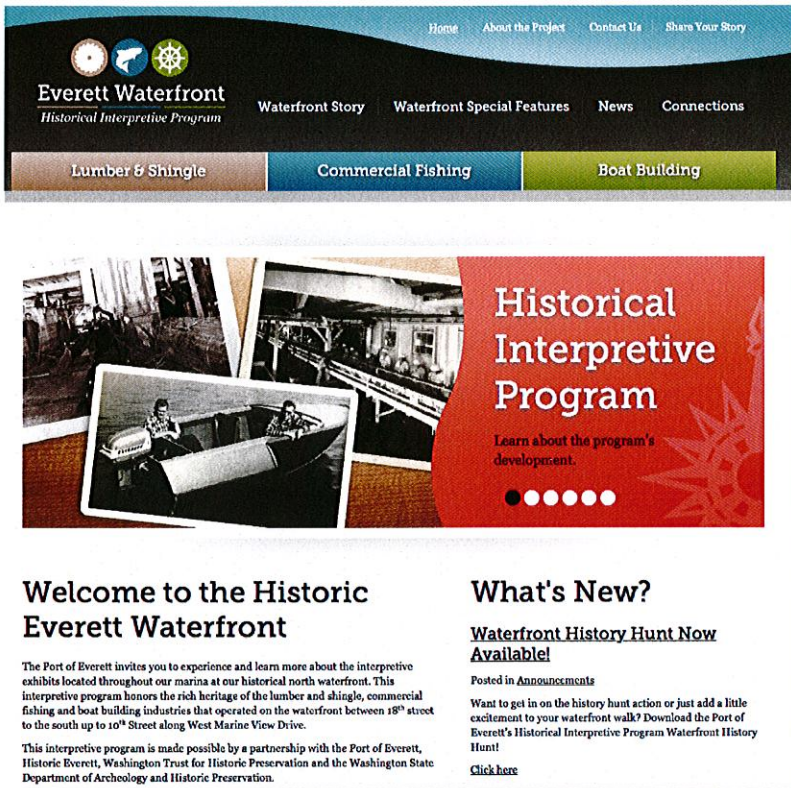 Home About the Project Contact Us Share Your Story
Everett Waterfront
Historical Interpretive Program
Waterfront Story Waterfront Special Features News Connections
Lumber & Shingle Commercial Fishing Boat Building
Historical
Interpretive
Program
Learn about the program's
development.
Welcome to the Historic
Everett Waterfront
The Port of Everett invites you to experience and learn more about the interpretive
exhibits located throughout our marina at our historical north waterfront. This
interpretive program honors the rich heritage of the lumber and shingle, commercial
fishing and boat building industries that operated on the waterfront between 18th street
to the south up to 10th Street along West Marine View Drive.
This interpretive program is made possible by a partnership with the Port of Everett,
Historic Everett, Washington Trust for Historic Preservation and the Washington State
Department of Archeology and Historic Preservation.
What's New?
Waterfront History Hunt Now
Available!
Posted in Announcements
Want to get in on the history hunt action or just add a little
excitement to your waterfront walk? Download the Port of
Everett's Historical Interpretive Program Waterfront History
Hunt!
Click here